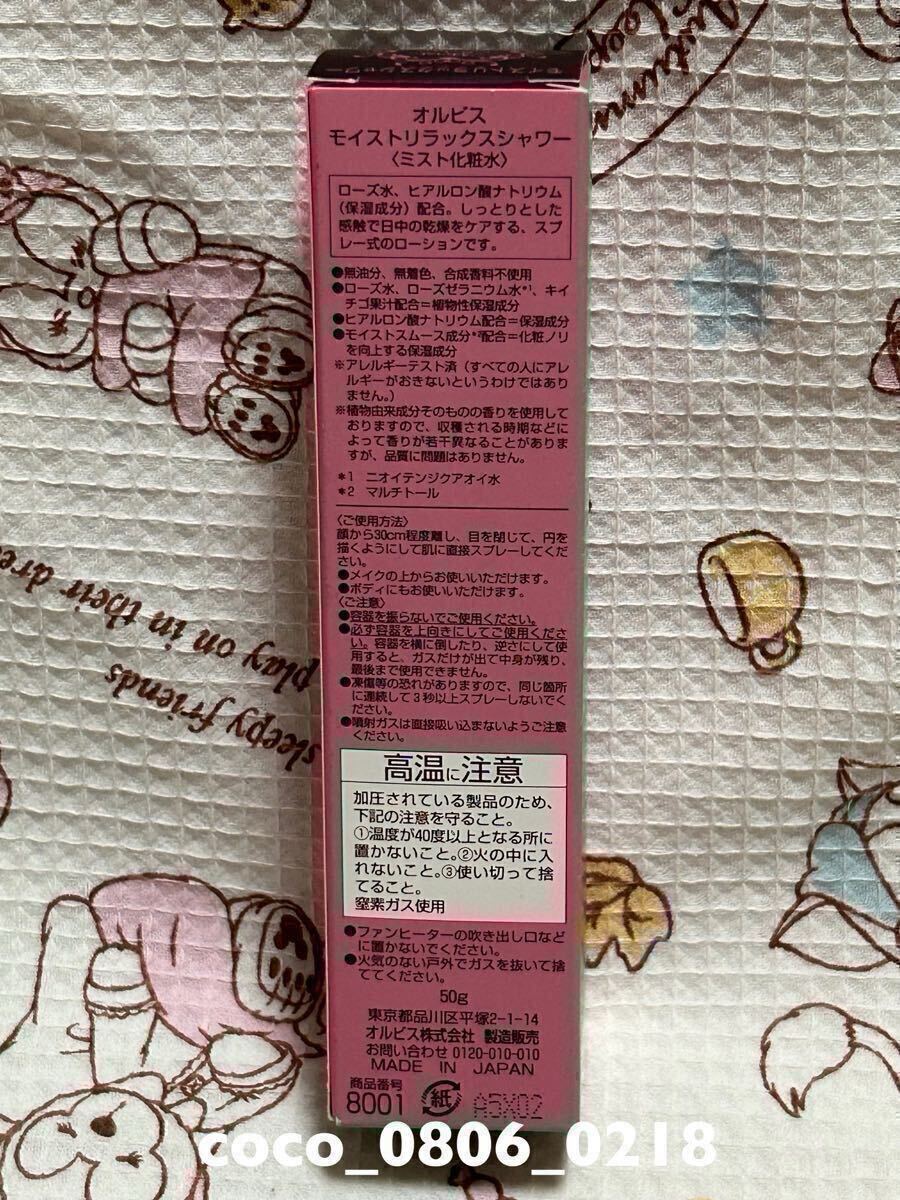 モイストリラックスシャワー
オルビス
モイストリラックスシャワー
〈ミスト化粧水〉
ローズ水、ヒアルロン酸ナトリウム
(保湿成分)配合。しっとりとした
感触で日中の乾燥をケアする、スプ
レー式のローションです。
●無油分、無着色、合成香料不使用
●ローズ水、ローズゼラニウム水*1、キイ
チゴ果汁配合=植物性保湿成分
●ヒアルロン酸ナトリウム配合=保湿成分
●モイストスムース成分*2配合=化粧ノリ
を向上する保湿成分
※アレルギーテスト済(すべての人にアレ
ルギーがおきないというわけではあり
ません。)
※植物由来成分そのものの香りを使用して
おりますので、収穫される時期などに
よって香りが若干異なることがありま
すが、品質に問題はありません。
*1 ニオイテンジクアオイ水
*2 マルチトール
〈ご使用方法〉
顔から30cm程度離し、目を閉じて、円を
描くようにして肌に直接スプレーしてくだ
さい。
●メイクの上からお使いいただけます。
●ボディにもお使いいただけます。
〈ご注意〉
●容器を振らないでご使用ください。
●必ず容器を上向きにしてご使用くださ
い。容器を横に倒したり、逆さにして使
用すると、ガスだけが出て中身が残り、
最後まで使用できません。
●凍傷等の恐れがありますので、同じ箇所
に連続して3秒以上スプレーしないでく
ださい。
●噴射ガスは直接吸い込まないようご注意
ください。
高温に注意
加圧されている製品のため、
下記の注意を守ること。
①温度が40度以上となる所に
置かないこと。②火の中に入
れないこと。③使い切って捨
てること。
窒素ガス使用
●ファンヒーターの吹き出し口など
に置かないでください。
●火気のない戸外でガスを抜いて捨
ててください。
50g
東京都品川区平塚2-1-14
オルビス株式会社 製造販売
お問い合わせ 0120-010-010
MADE IN JAPAN
商品番号
8001 紙 A5X02
Autumn
sleepy friends
play on in their
coco_0806_0218